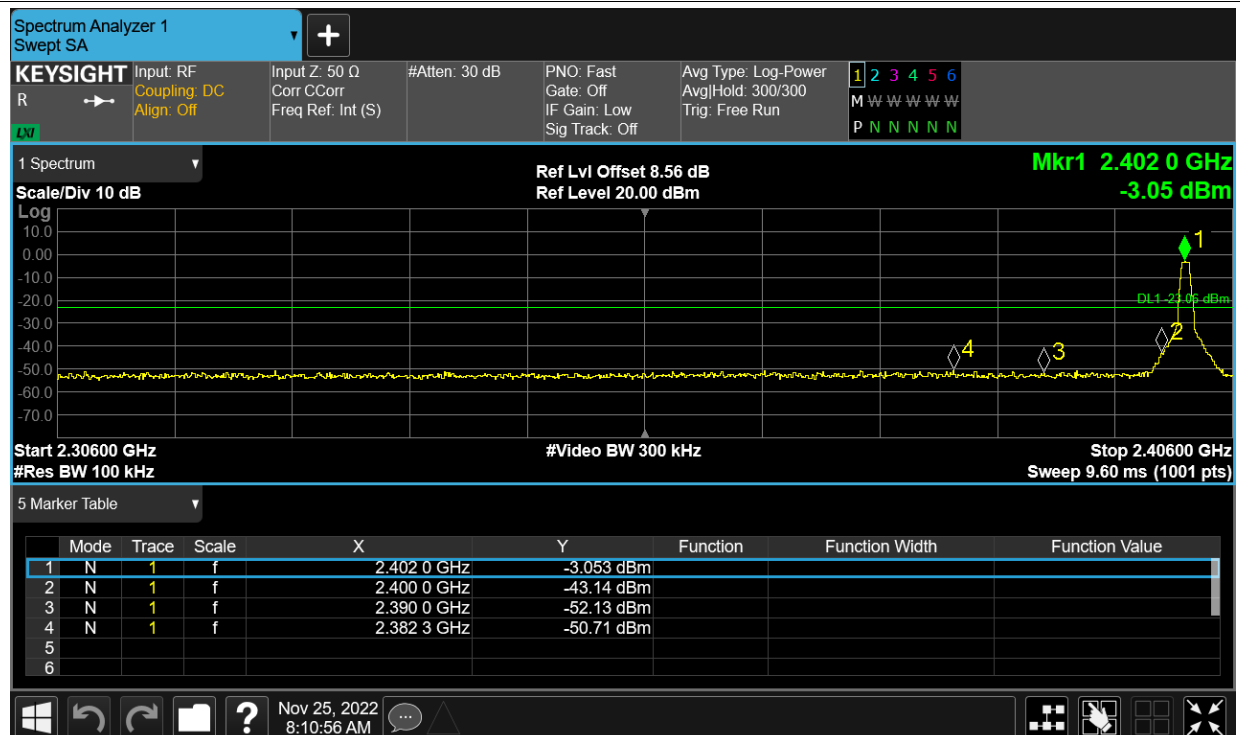 Spectrum Analyzer 1
Swept SA
+
KEYSIGHT
R
LXI
Input: RF
Coupling: DC
Align: Off
Input Z: 50 Ω
Corr CCorr
Freq Ref: Int (S)
#Atten: 30 dB
PNO: Fast
Gate: Off
IF Gain: Low
Sig Track: Off
Avg Type: Log-Power
Avg|Hold: 300/300
Trig: Free Run
1 2 3 4 5 6
M W W W W W
P N N N N N
1 Spectrum
Scale/Div 10 dB
Ref Lvl Offset 8.56 dB
Ref Level 20.00 dBm
Mkr1 2.402 0 GHz
-3.05 dBm
Log
10.0
0.00
-10.0
-20.0
-30.0
-40.0
-50.0
-60.0
-70.0
1
DL1 -23.05 dBm
2
4
3
Start 2.30600 GHz
#Res BW 100 kHz
#Video BW 300 kHz
Stop 2.40600 GHz
Sweep 9.60 ms (1001 pts)
5 Marker Table
Mode Trace Scale X Y Function Function Width Function Value
1 N 1 f 2.402 0 GHz -3.053 dBm
2 N 1 f 2.400 0 GHz -43.14 dBm
3 N 1 f 2.390 0 GHz -52.13 dBm
4 N 1 f 2.382 3 GHz -50.71 dBm
5
6
?
Nov 25, 2022
8:10:56 AM